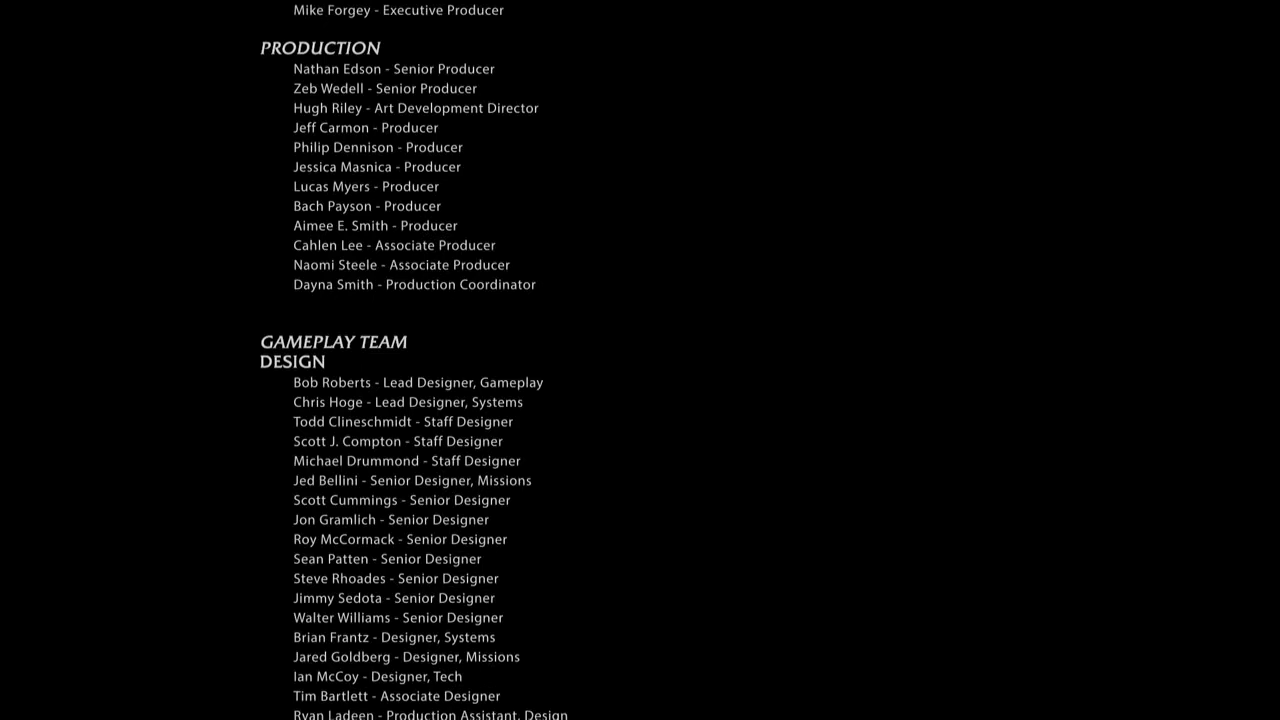 Mike Forgey - Executive Producer
PRODUCTION
Nathan Edson - Senior Producer
Zeb Wedell - Senior Producer
Hugh Riley - Art Development Director
Jeff Carmon - Producer
Philip Dennison - Producer
Jessica Masnica - Producer
Lucas Myers - Producer
Bach Payson - Producer
Aimee E. Smith - Producer
Cahlen Lee - Associate Producer
Naomi Steele - Associate Producer
Dayna Smith - Production Coordinator
GAMEPLAY TEAM
DESIGN
Bob Roberts - Lead Designer, Gameplay
Chris Hoge - Lead Designer, Systems
Todd Clineschmidt - Staff Designer
Scott J. Compton - Staff Designer
Michael Drummond - Staff Designer
Jed Bellini - Senior Designer, Missions
Scott Cummings - Senior Designer
Jon Gramlich - Senior Designer
Roy McCormack - Senior Designer
Sean Patten - Senior Designer
Steve Rhoades - Senior Designer
Jimmy Sedota - Senior Designer
Walter Williams - Senior Designer
Brian Frantz - Designer, Systems
Jared Goldberg - Designer, Missions
Ian McCoy - Designer, Tech
Tim Bartlett - Associate Designer
Ryan Ladeen - Production Assistant, Design